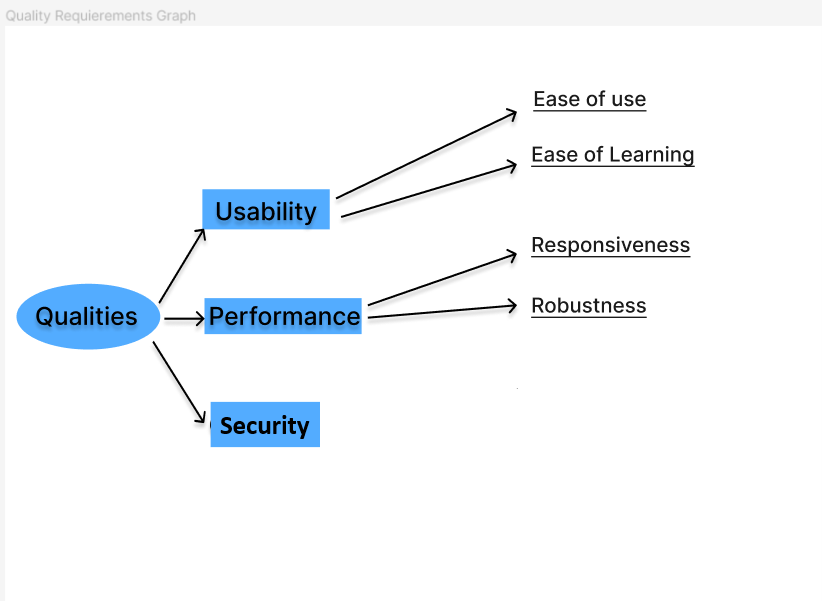 Quality Requierements Graph
Ease of use
Ease of Learning
Usability
Responsiveness
Robustness
Qualities
Performance
Security